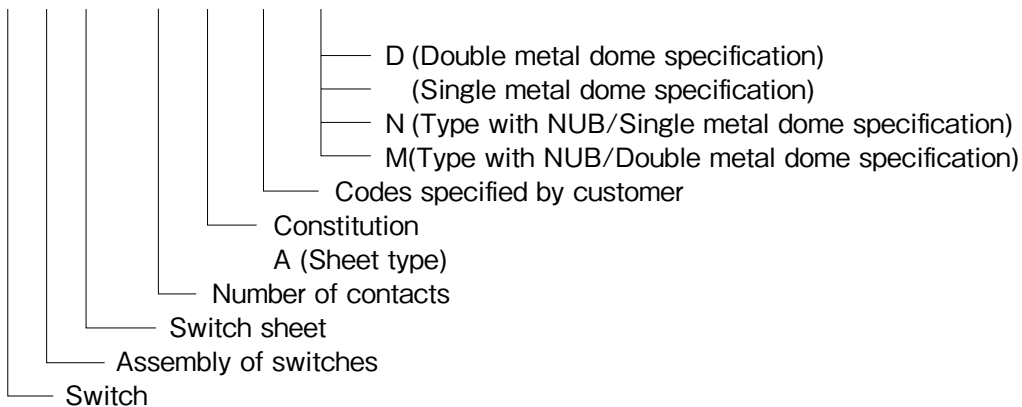 D (Double metal dome specification)
(Single metal dome specification)
N (Type with NUB/Single metal dome specification)
M(Type with NUB/Double metal dome specification)
Codes specified by customer
Constitution
A (Sheet type)
Number of contacts
Switch sheet
Assembly of switches
Switch